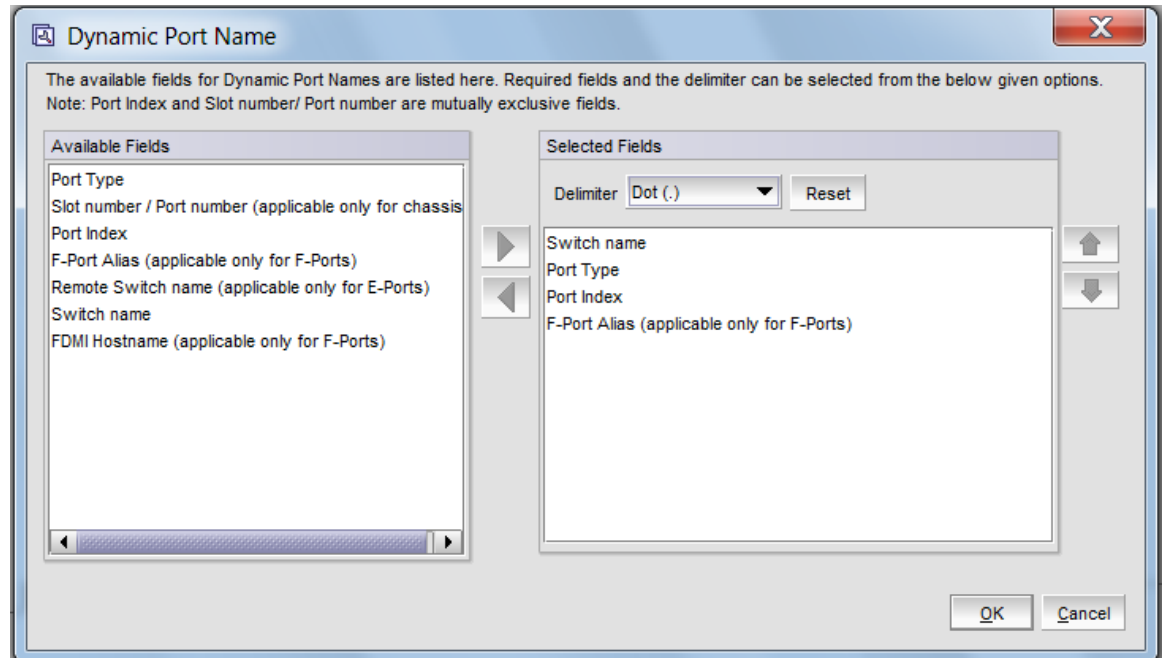 Dynamic Port Name
The available fields for Dynamic Port Names are listed here. Required fields and the delimiter can be selected from the below given options.
Note: Port Index and Slot number/ Port number are mutually exclusive fields.
Available Fields
Port Type
Slot number / Port number (applicable only for chassis
Port Index
F-Port Alias (applicable only for F-Ports)
Remote Switch name (applicable only for E-Ports)
Switch name
FDMI Hostname (applicable only for F-Ports)
Selected Fields
Delimiter Dot (.) Reset
Switch name
Port Type
Port Index
F-Port Alias (applicable only for F-Ports)
OK Cancel